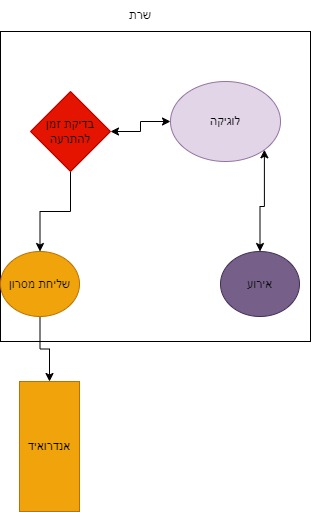 שרת
בדיקת זמן
להתרעה
לוגיקה
שליחת מסרון
אירוע
אנדרואיד